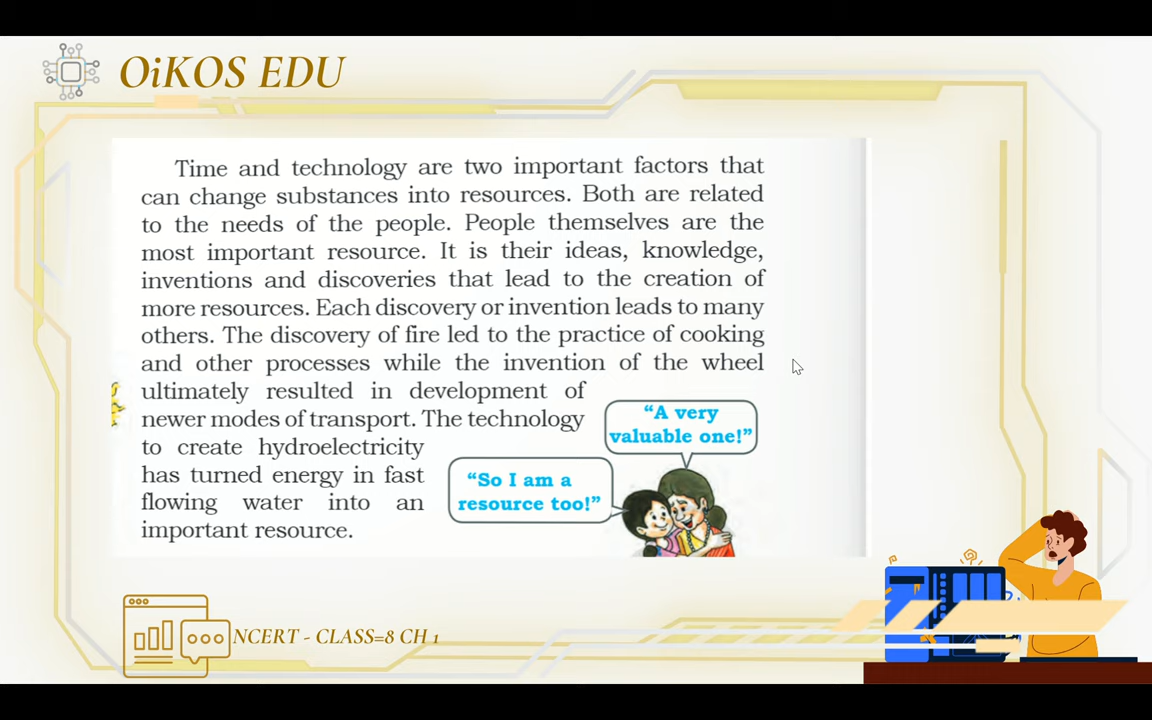 OiKOS EDU
Time and technology are two important factors that
can change substances into resources. Both are related
to the needs of the people. People themselves are the
most important resource. It is their ideas, knowledge,
inventions and discoveries that lead to the creation of
more resources. Each discovery or invention leads to many
others. The discovery of fire led to the practice of cooking
and other processes while the invention of the wheel
ultimately resulted in development of
newer modes of transport. The technology
to create hydroelectricity
has turned energy in fast
flowing water into an
important resource.
“A very
valuable one!”
“So I am a
resource too!”
NCERT - CLASS=8 CH 1